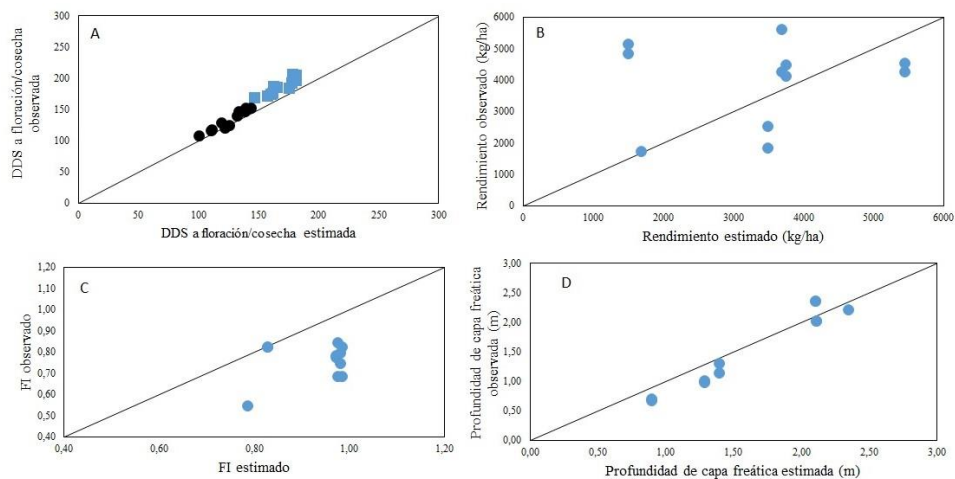 A
DDS a floración/cosecha
observada
300
250
200
150
100
50
0
0 50 100 150 200 250 300
DDS a floración/cosecha estimada
B
Rendimiento observado (kg/ha)
6000
5000
4000
3000
2000
1000
0
0 1000 2000 3000 4000 5000 6000
Rendimiento estimado (kg/ha)
C
FI observado
1,20
1,10
1,00
0,90
0,80
0,70
0,60
0,50
0,40
0,40 0,60 0,80 1,00 1,20
FI estimado
D
Profundidad de capa freática
observada (m)
3,00
2,50
2,00
1,50
1,00
0,50
0,00
0,00 0,50 1,00 1,50 2,00 2,50 3,00
Profundidad de capa freática estimada (m)